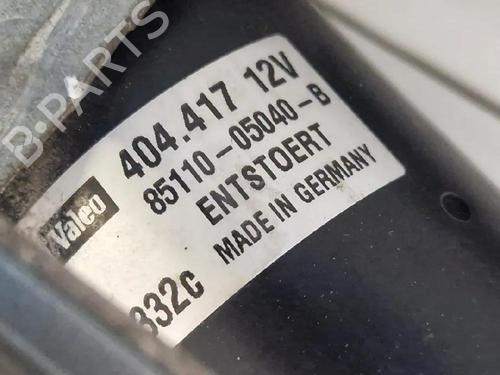 B-PARTS
Valeo
404.417 12V
85110-05040-B
ENTSTOERT
MADE IN GERMANY
332c